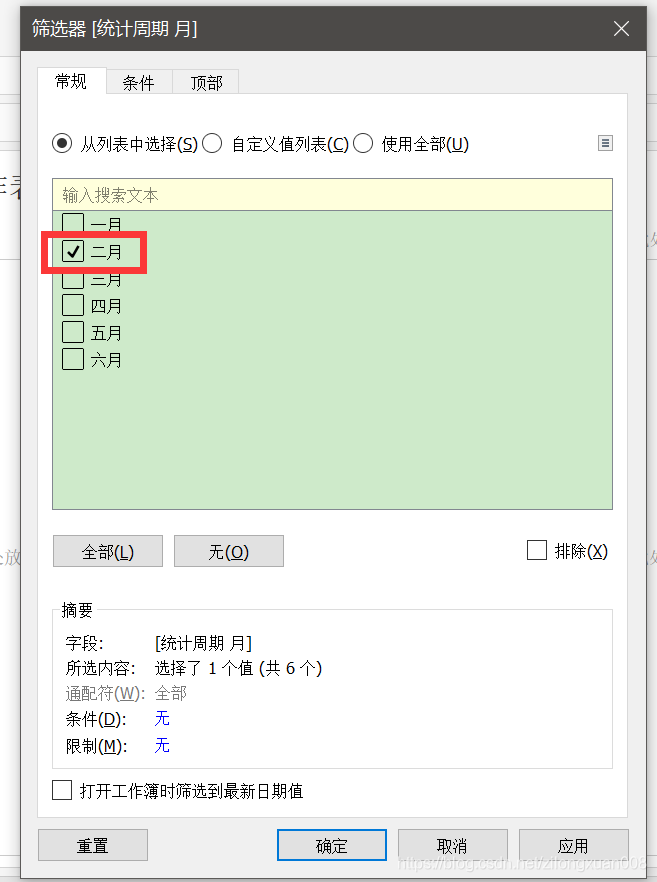 筛选器 [统计周期 月]
常规 条件 顶部
从列表中选择(S) 自定义值列表(C) 使用全部(U)
输入搜索文本
一月
二月
三月
四月
五月
六月
全部(L) 无(O) 排除(X)
摘要
字段: [统计周期 月]
所选内容: 选择了 1 个值 (共 6 个)
通配符(W): 全部
条件(D): 无
限制(M): 无
打开工作簿时筛选到最新日期值
重置 确定 取消 应用